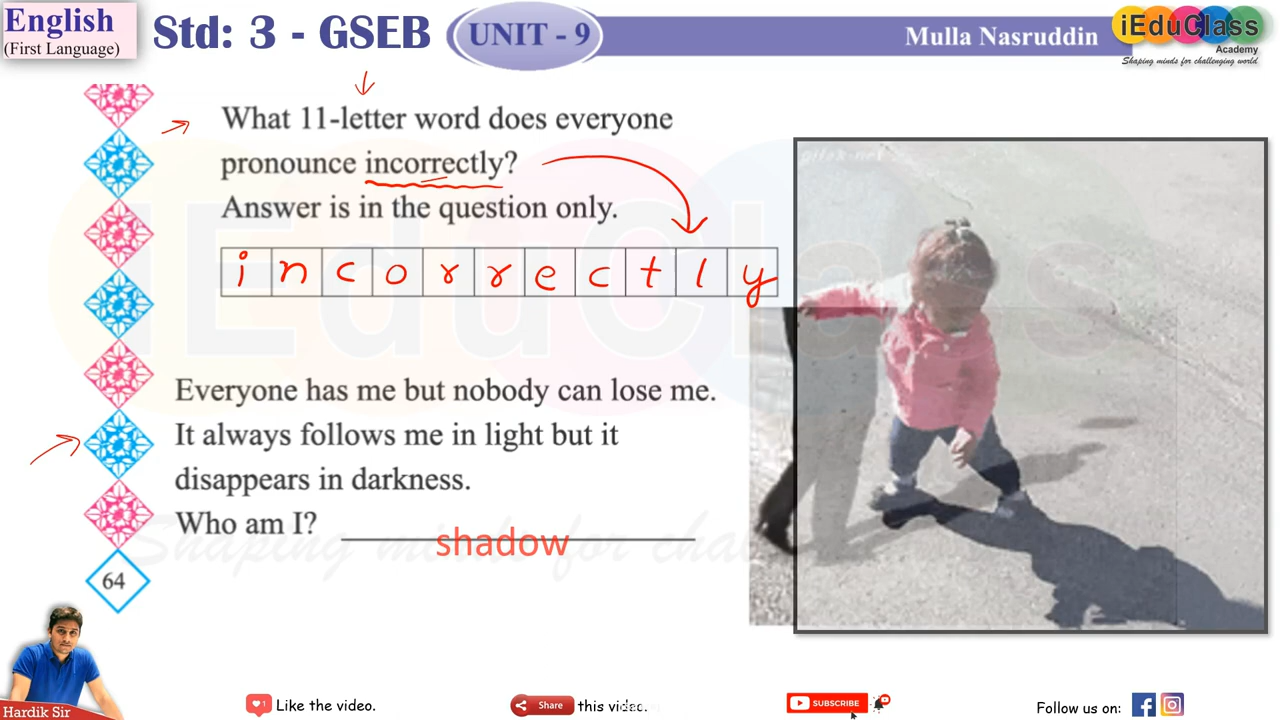 English
(First Language)
Std: 3 - GSEB
UNIT - 9
Mulla Nasruddin
iEduClass
Academy
Shaping minds for challenging world
What 11-letter word does everyone
pronounce incorrectly?
Answer is in the question only.
i n c o r r e c t l y
Everyone has me but nobody can lose me.
It always follows me in light but it
disappears in darkness.
Who am I?
shadow
64
Hardik Sir
1
Like the video.
Share this video.
SUBSCRIBE
Follow us on: